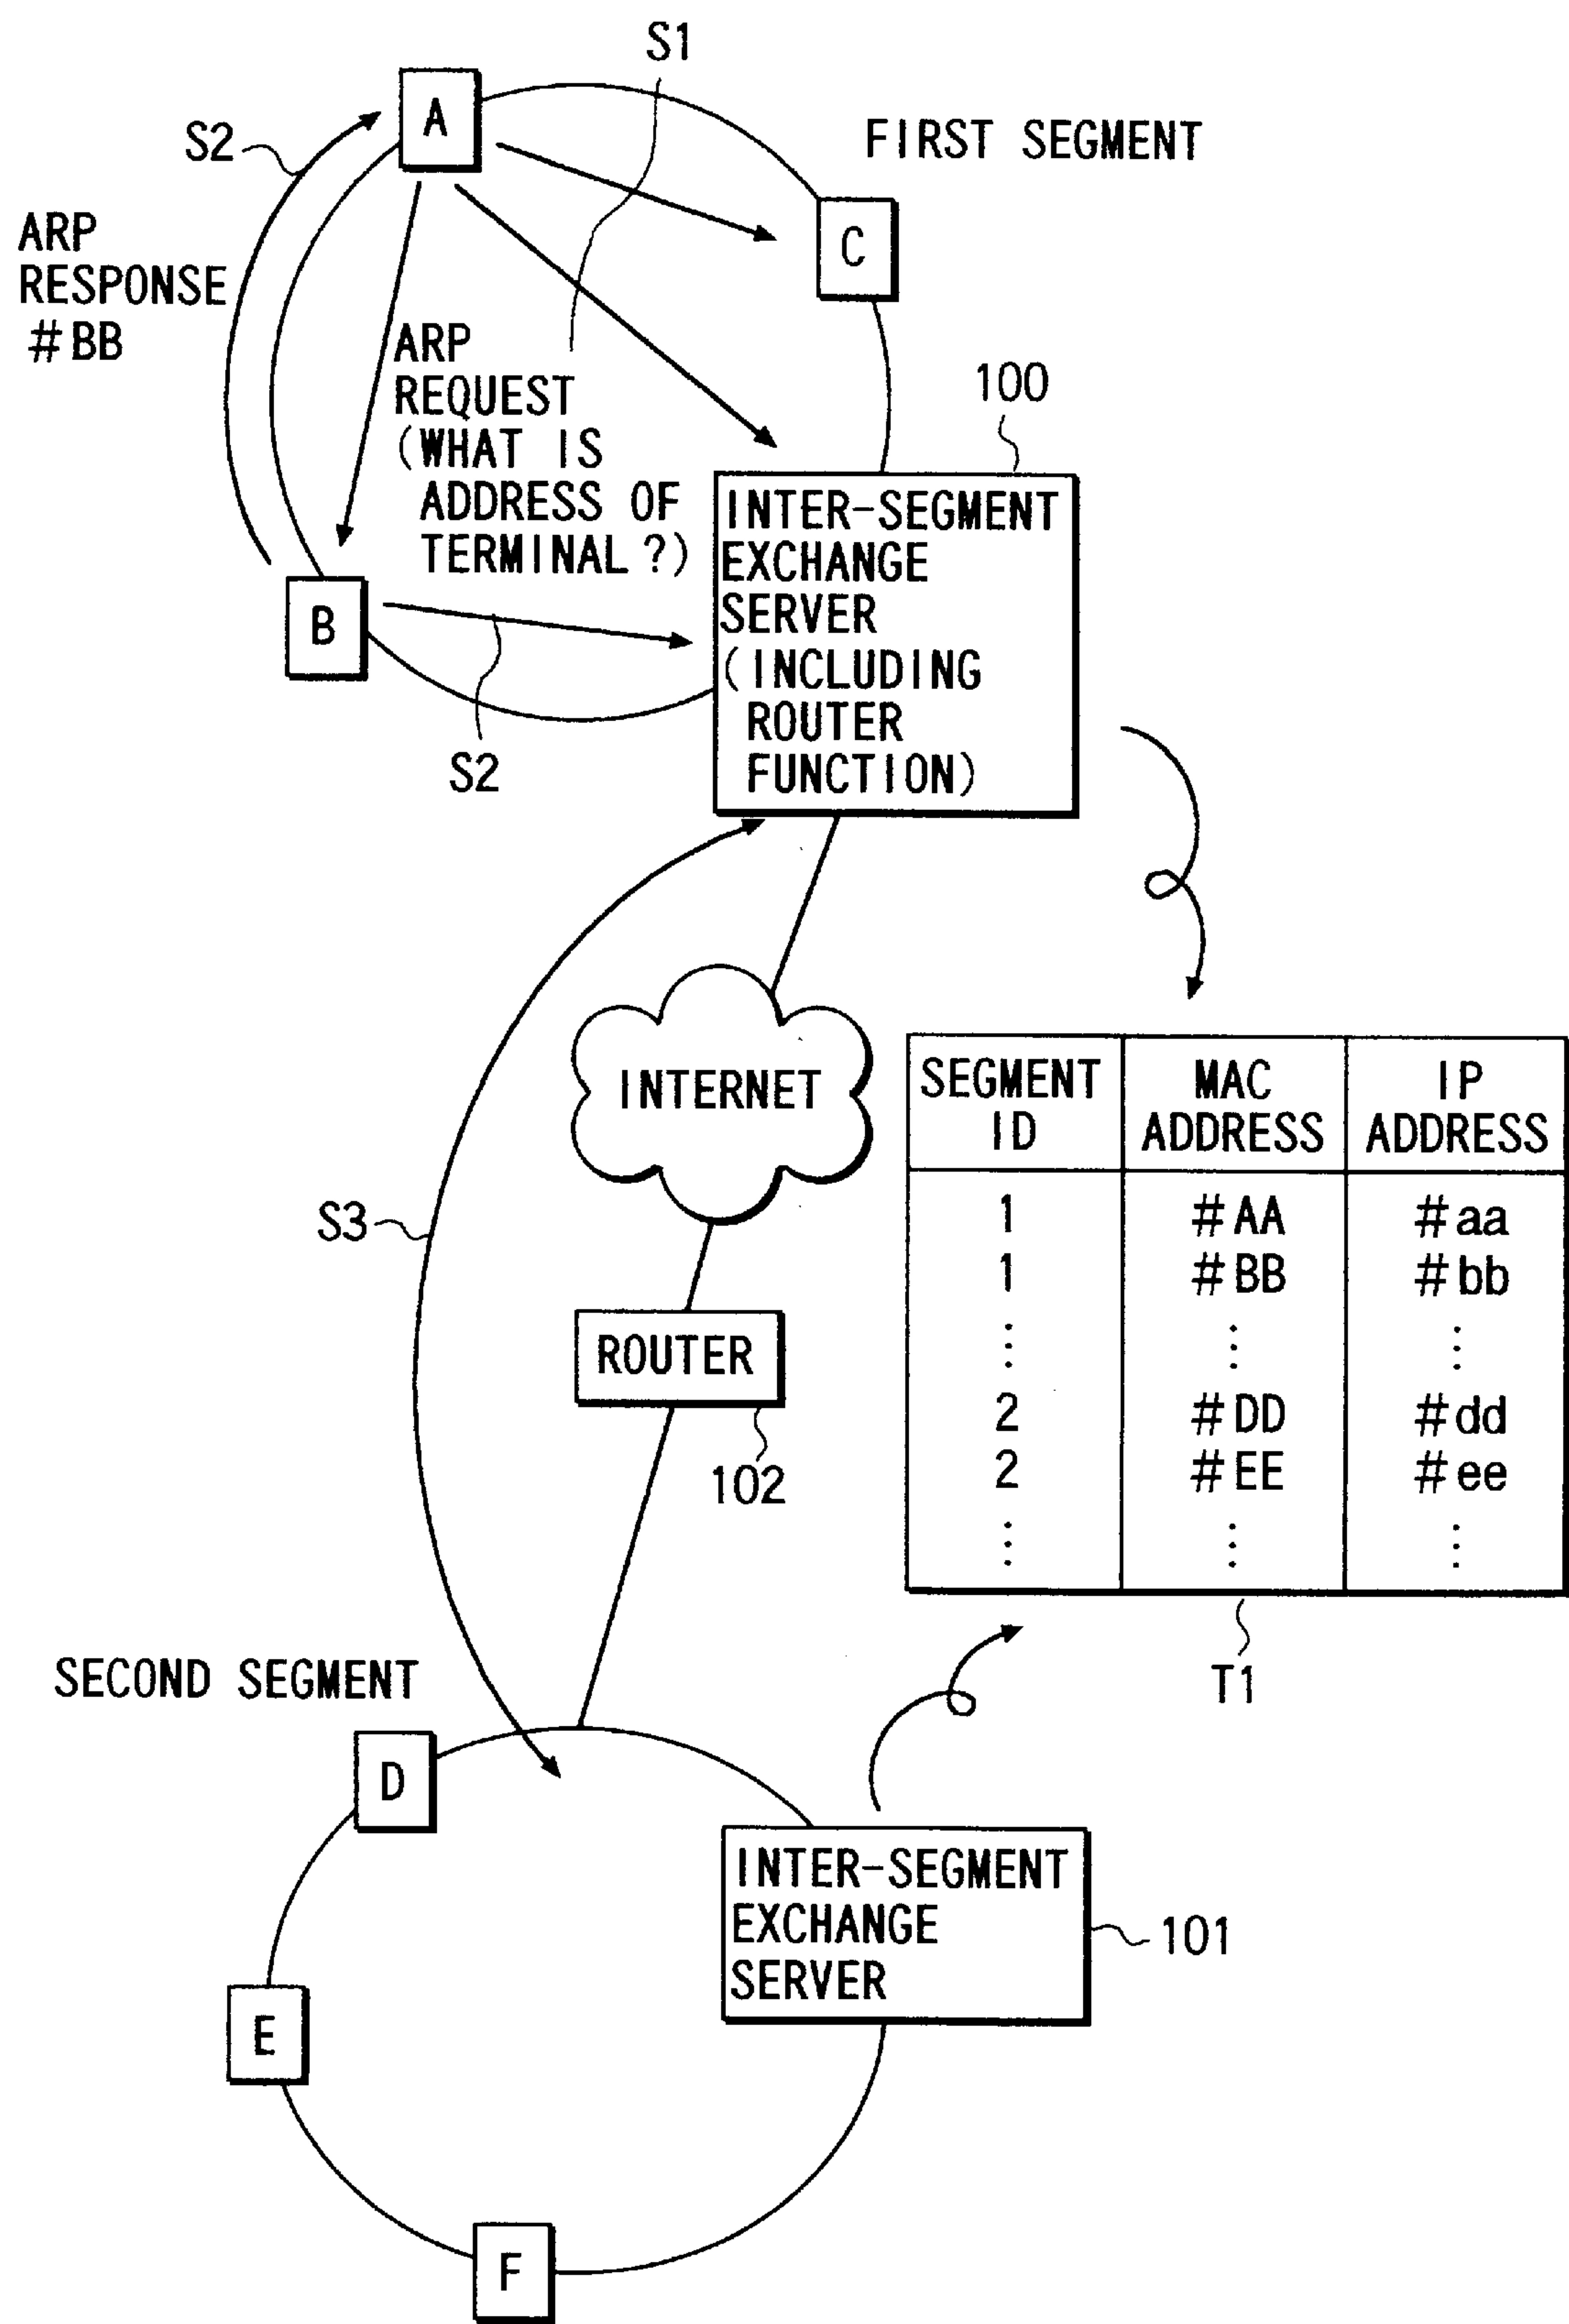 S1
A
S2
FIRST SEGMENT
ARP
RESPONSE
#BB
C
ARP
REQUEST
(WHAT IS
ADDRESS OF
TERMINAL?)
100
INTER-SEGMENT
EXCHANGE
SERVER
(INCLUDING
ROUTER
FUNCTION)
B
S2
INTERNET
SEGMENT ID
MAC ADDRESS
IP ADDRESS
1 #AA #aa
1 #BB #bb
⋮ ⋮ ⋮
2 #DD #dd
2 #EE #ee
⋮ ⋮ ⋮
T1
S3
ROUTER
102
SECOND SEGMENT
D
INTER-SEGMENT
EXCHANGE
SERVER
101
E
F